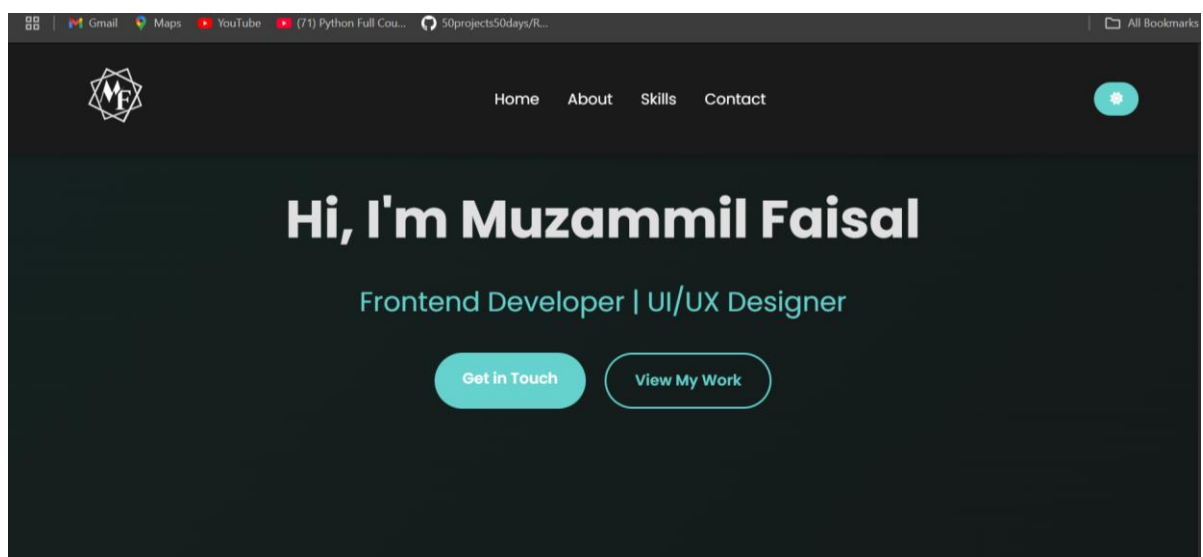 Gmail Maps YouTube (71) Python Full Cou... 50projects50days/R... All Bookmarks
MF
Home About Skills Contact
Hi, I'm Muzammil Faisal
Frontend Developer | UI/UX Designer
Get in Touch View My Work